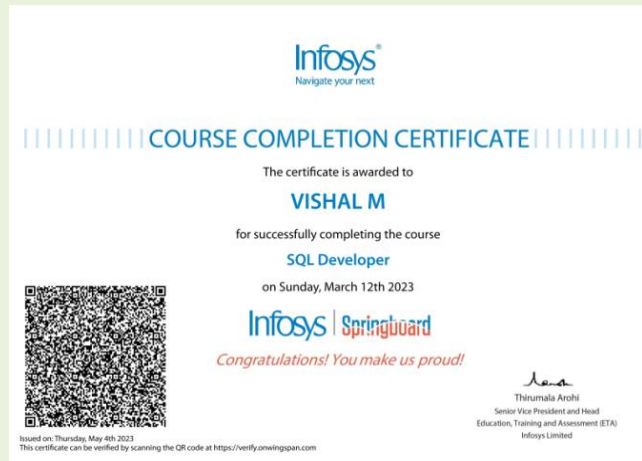 Infosys®
Navigate your next
COURSE COMPLETION CERTIFICATE
The certificate is awarded to
VISHAL M
for successfully completing the course
SQL Developer
on Sunday, March 12th 2023
Infosys | Springboard
Congratulations! You make us proud!
Thirumala Arohi
Senior Vice President and Head
Education, Training and Assessment (ETA)
Infosys Limited
Issued on: Thursday, May 4th 2023
This certificate can be verified by scanning the QR code at https://verify.onwingspan.com